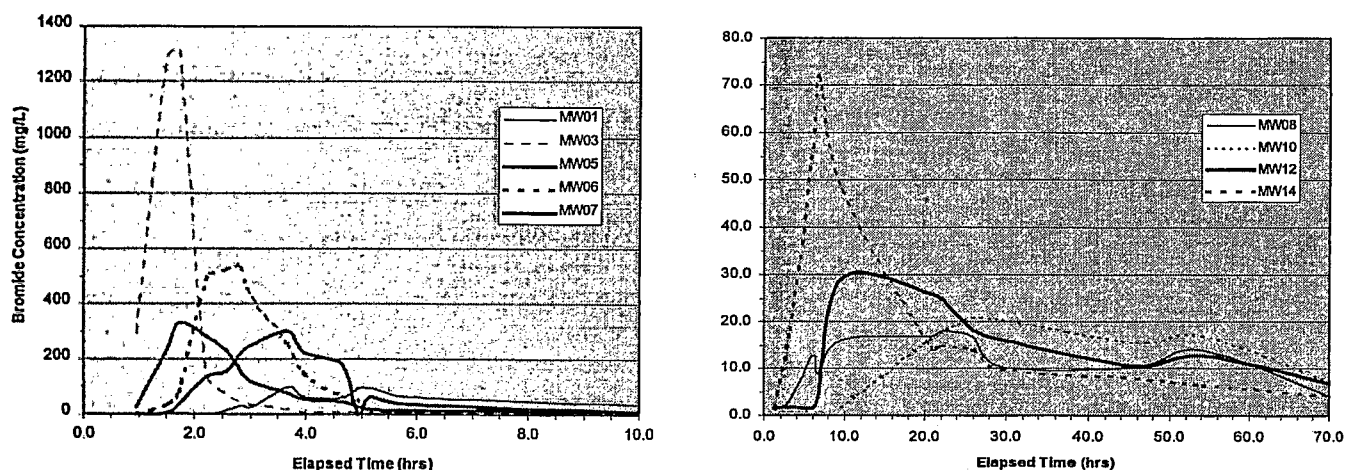 1400
1200
1000
800
600
400
200
0
Bromide Concentration (mg/L)
0.0 2.0 4.0 6.0 8.0 10.0
Elapsed Time (hrs)
MW01
MW03
MW05
MW06
MW07
80.0
70.0
60.0
50.0
40.0
30.0
20.0
10.0
0.0
0.0 10.0 20.0 30.0 40.0 50.0 60.0 70.0
Elapsed Time (hrs)
MW08
MW10
MW12
MW14